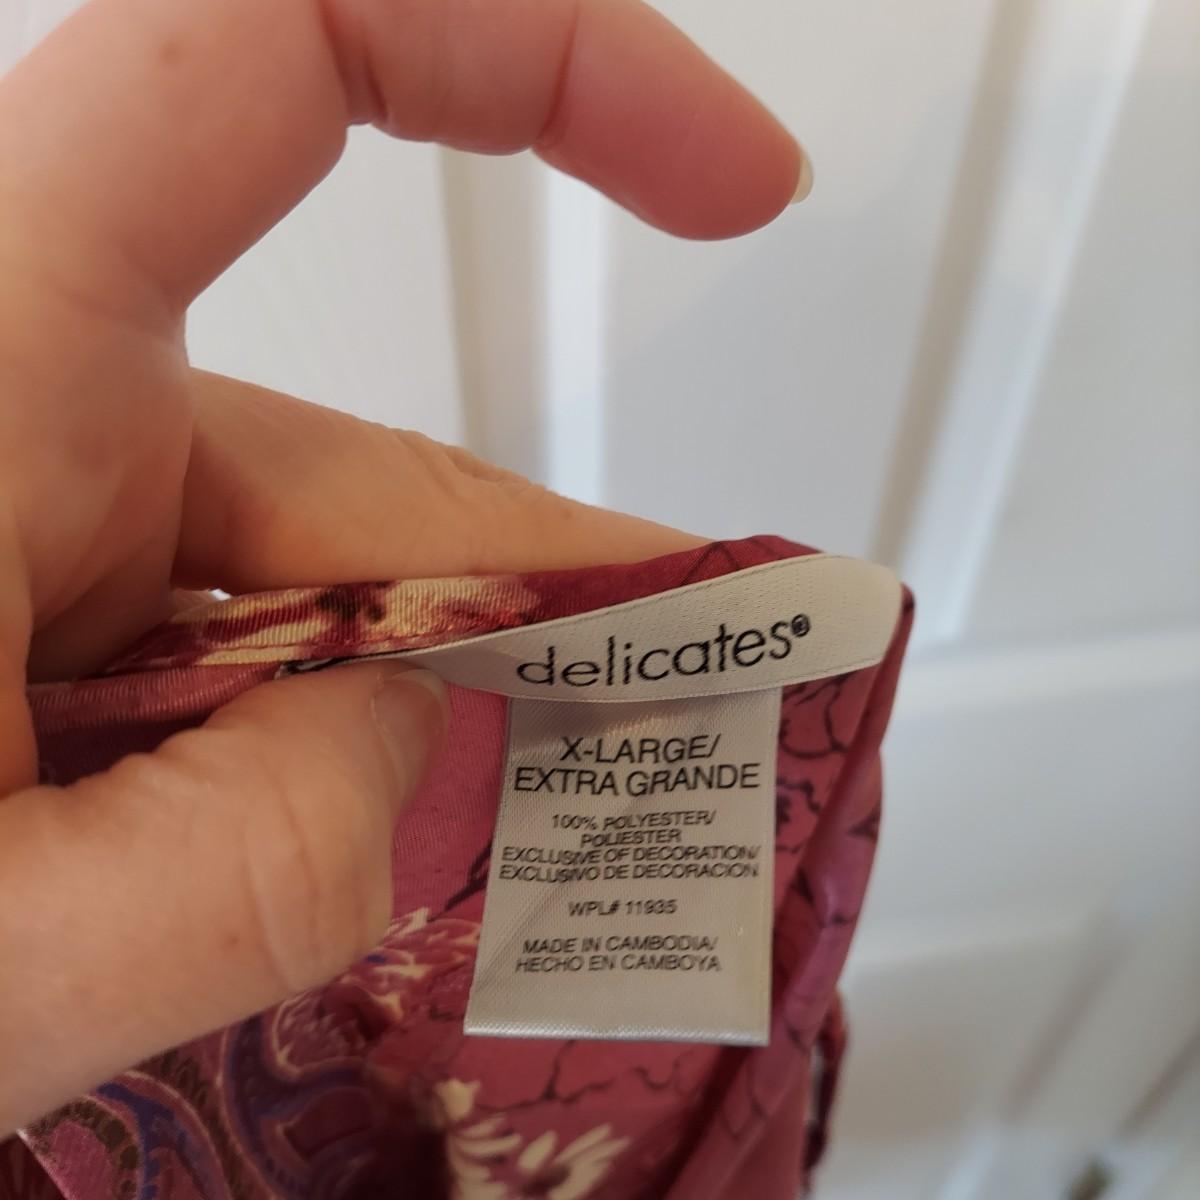 delicates®
X-LARGE/
EXTRA GRANDE
100% POLYESTER/
POLIESTER
EXCLUSIVE OF DECORATION/
EXCLUSIVO DE DECORACION
WPL# 11935
MADE IN CAMBODIA/
HECHO EN CAMBOYA